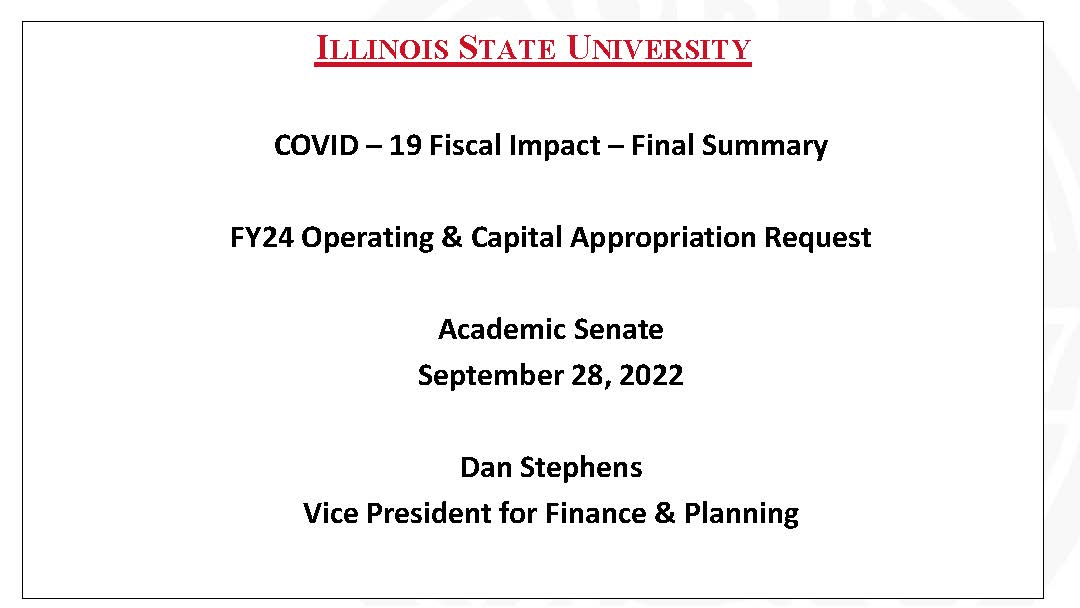 ILLINOIS STATE UNIVERSITY
COVID – 19 Fiscal Impact – Final Summary
FY24 Operating & Capital Appropriation Request
Academic Senate
September 28, 2022
Dan Stephens
Vice President for Finance & Planning